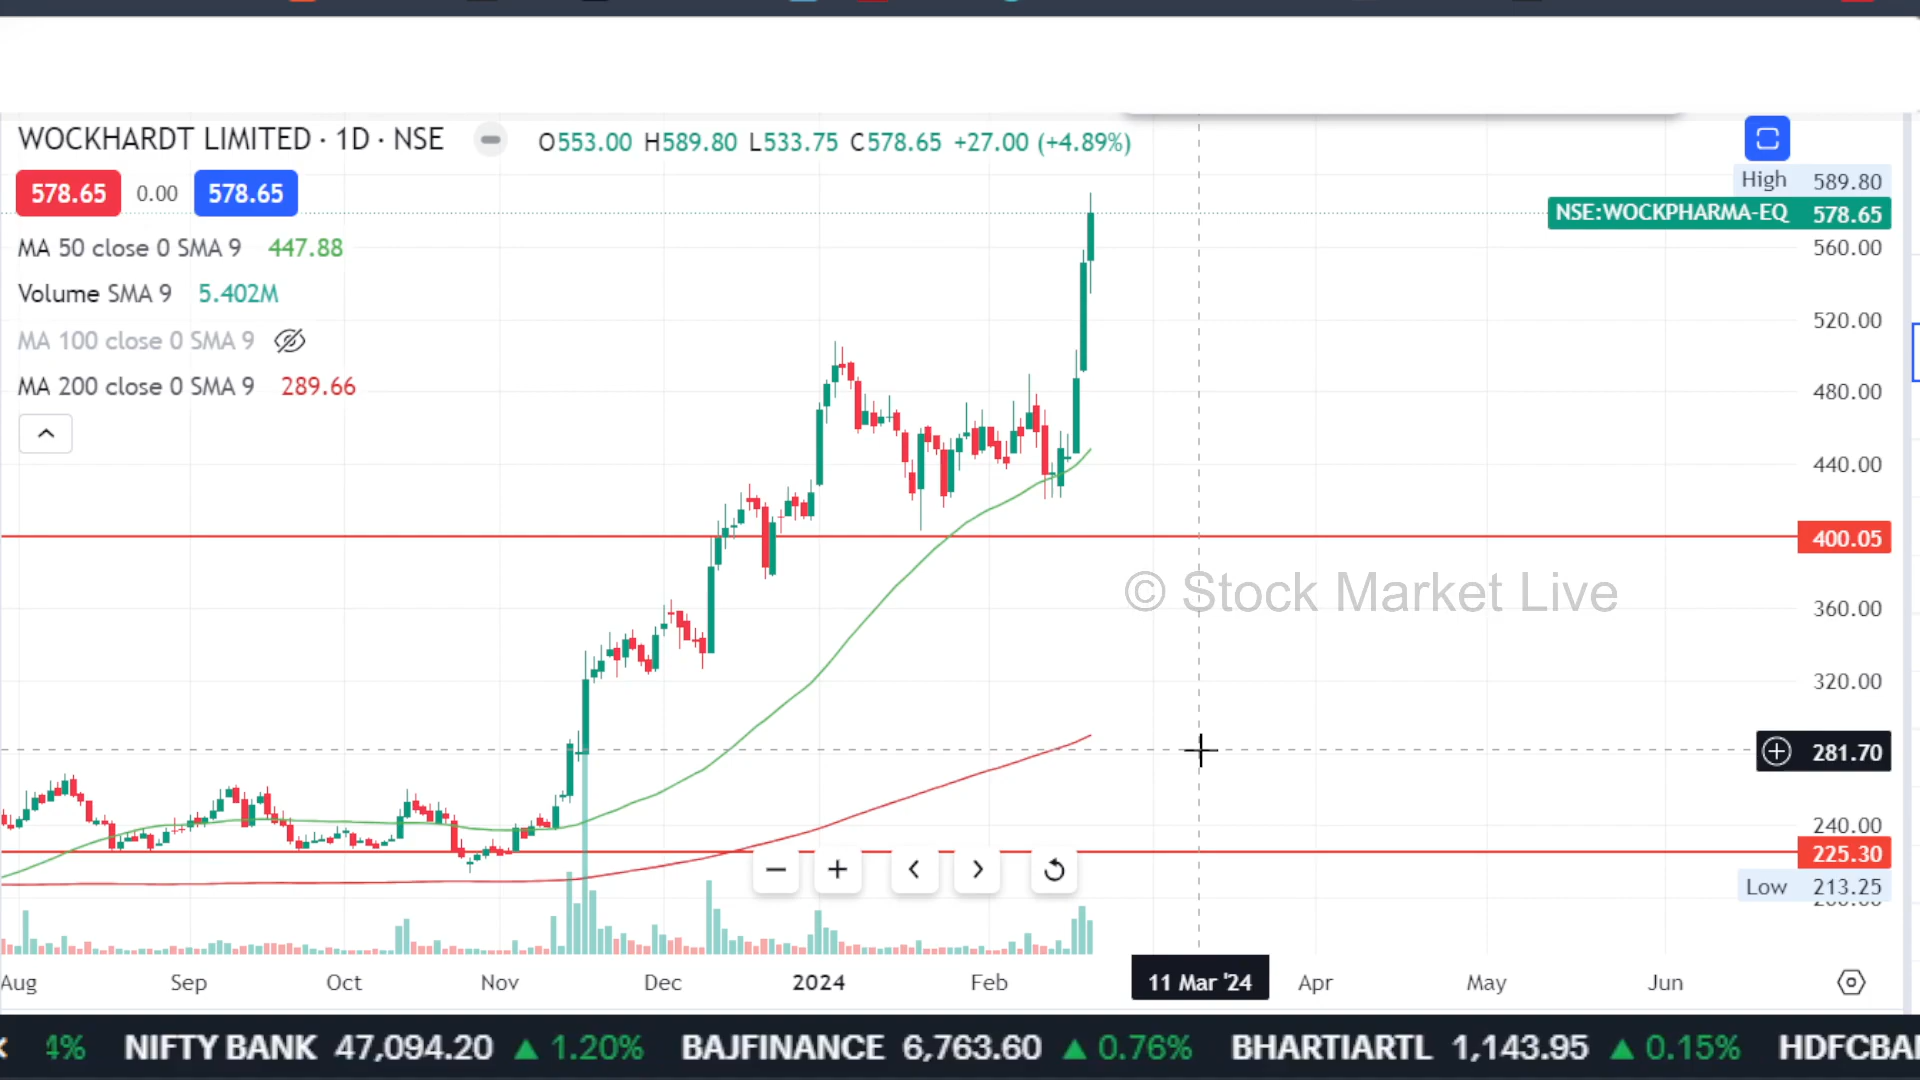 WOCKHARDT LIMITED · 1D · NSE
O553.00 H589.80 L533.75 C578.65 +27.00 (+4.89%)
578.65 0.00 578.65
MA 50 close 0 SMA 9 447.88
Volume SMA 9 5.402M
MA 100 close 0 SMA 9
MA 200 close 0 SMA 9 289.66
High 589.80
NSE:WOCKPHARMA-EQ 578.65
560.00
520.00
480.00
440.00
400.05
© Stock Market Live
360.00
320.00
281.70
240.00
225.30
Low 213.25
Aug Sep Oct Nov Dec 2024 Feb 11 Mar '24 Apr May Jun
4% NIFTY BANK 47,094.20 ▲ 1.20% BAJFINANCE 6,763.60 ▲ 0.76% BHARTIARTL 1,143.95 ▲ 0.15% HDFCBA